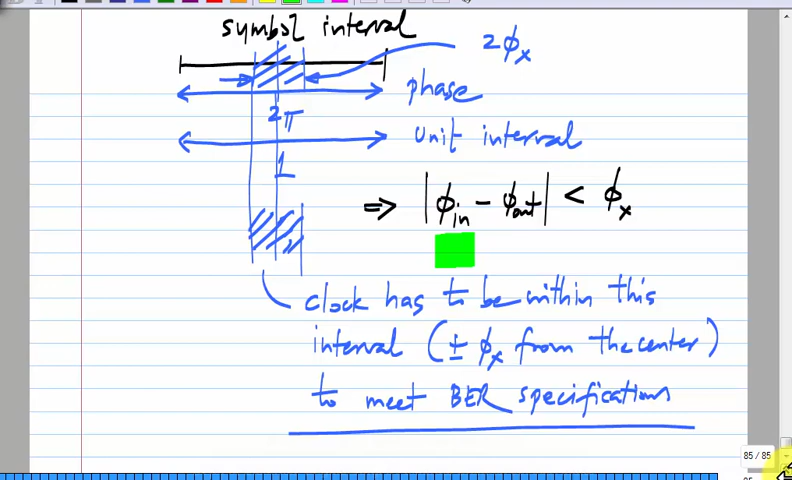 symbol interval
2ϕx
phase
2π
unit interval
1
⇒ |ϕin - ϕout| < ϕx
clock has to be within this
interval (± ϕx from the center)
to meet BER specifications
85 / 85